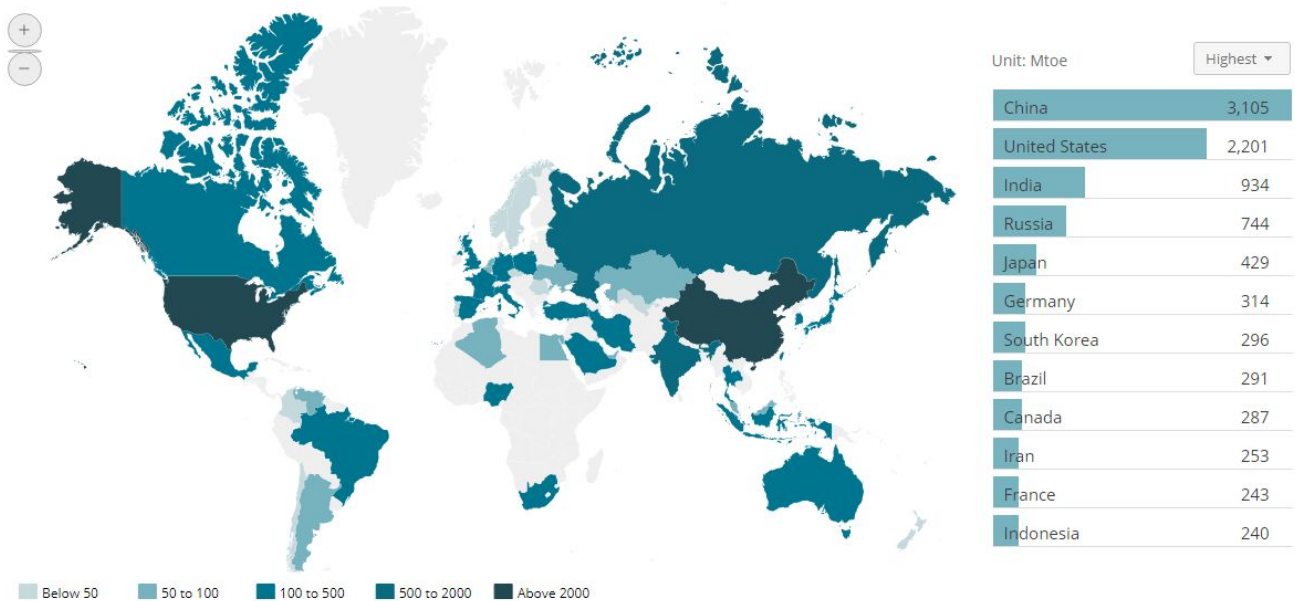 +
−
Unit: Mtoe
Highest
China 3,105
United States 2,201
India 934
Russia 744
Japan 429
Germany 314
South Korea 296
Brazil 291
Canada 287
Iran 253
France 243
Indonesia 240
Below 50 50 to 100 100 to 500 500 to 2000 Above 2000